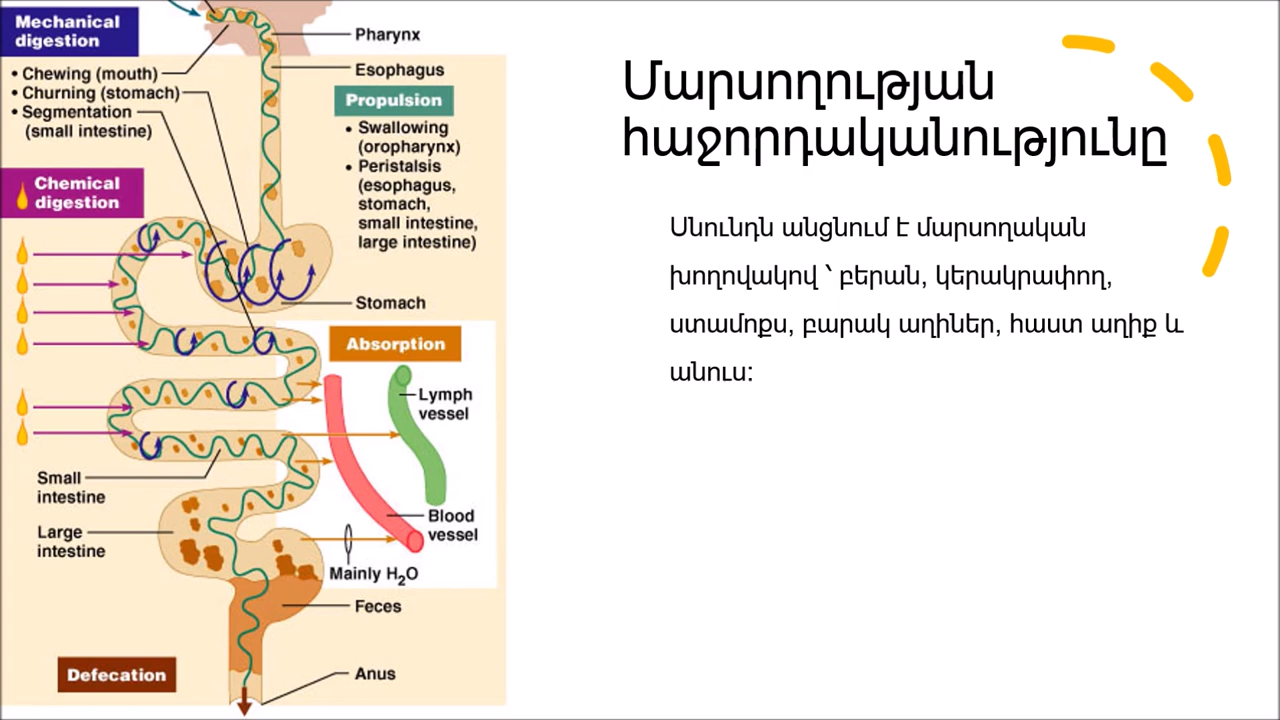 Mechanical
digestion
• Chewing (mouth)
• Churning (stomach)
• Segmentation
(small intestine)
Chemical
digestion
Pharynx
Esophagus
Propulsion
• Swallowing
(oropharynx)
• Peristalsis
(esophagus,
stomach,
small intestine,
large intestine)
Stomach
Absorption
Lymph
vessel
Blood
vessel
Mainly H₂O
Small
intestine
Large
intestine
Feces
Defecation
Anus
Մարսողության
հաջորդականությունը
Սնունդն անցնում է մարսողական
խողովակով ՝ բերան, կերակրափող,
ստամոքս, բարակ աղիներ, հաստ աղիք և
անուս: